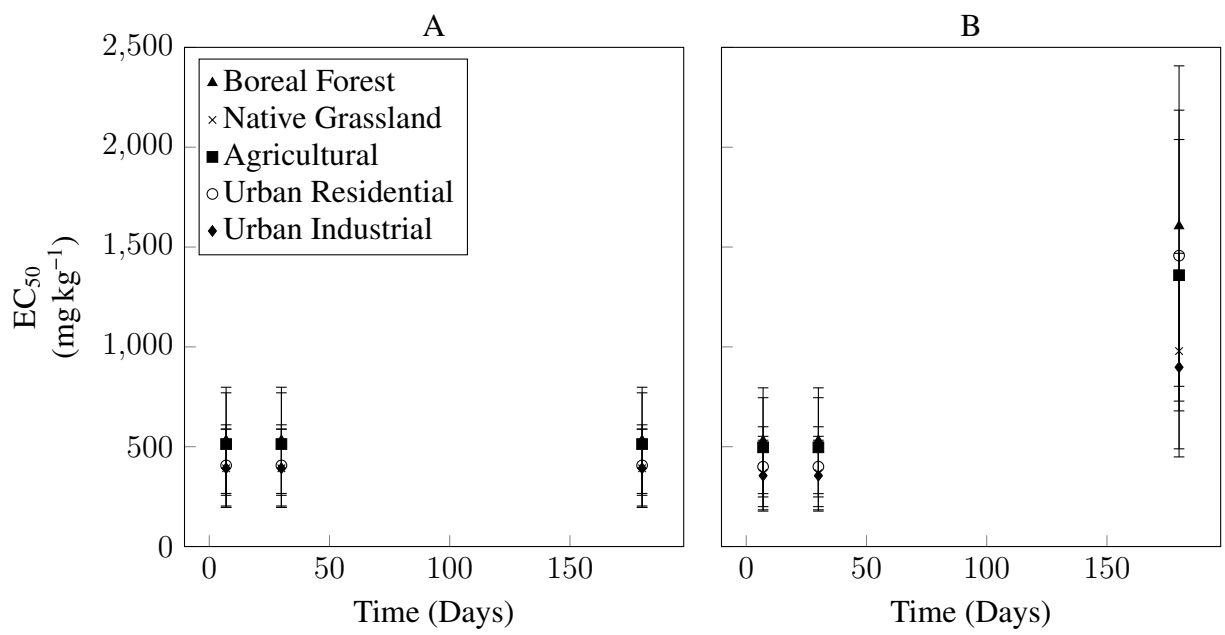 A
B
2,500
2,000
1,500
1,000
500
0
EC50
(mg kg−1)
Boreal Forest
Native Grassland
Agricultural
Urban Residential
Urban Industrial
0 50 100 150
0 50 100 150
Time (Days)
Time (Days)